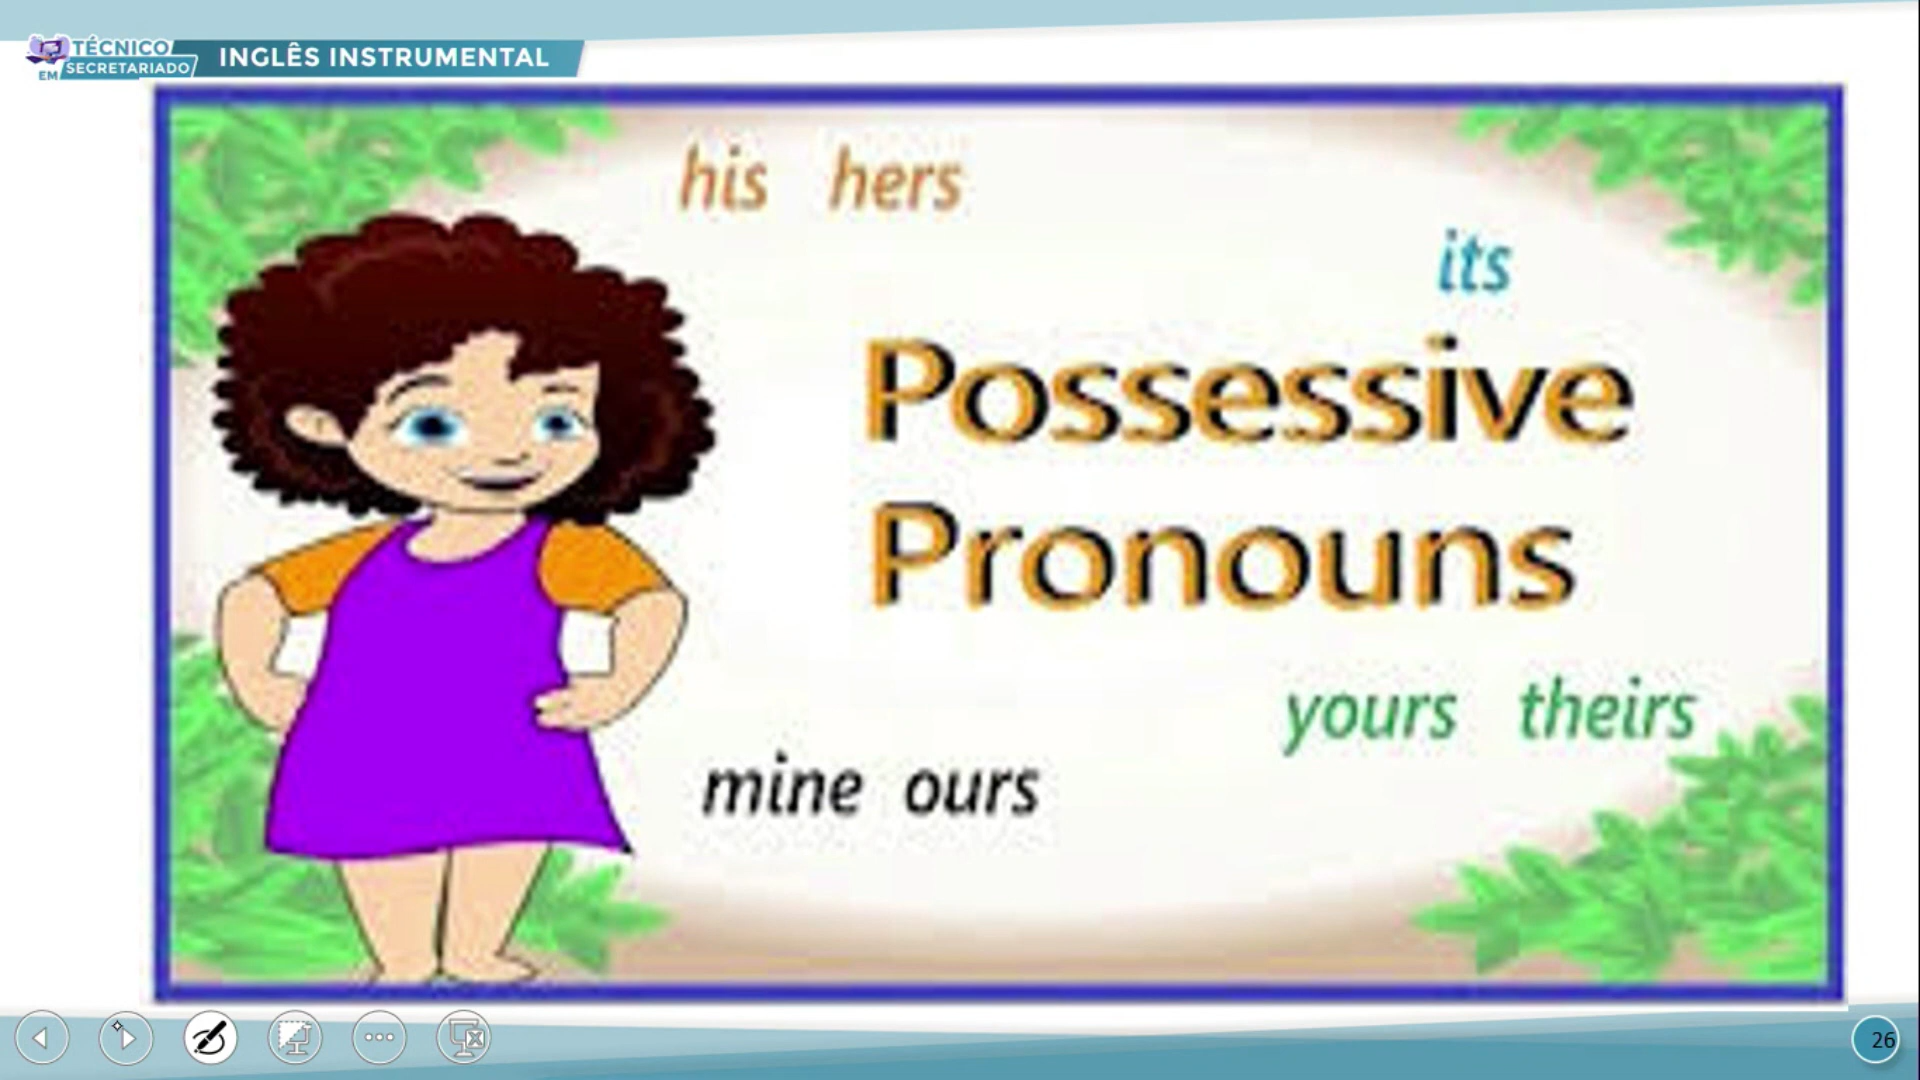 TÉCNICO
EM SECRETARIADO
INGLÊS INSTRUMENTAL
his hers
its
Possessive
Pronouns
yours theirs
mine ours
26